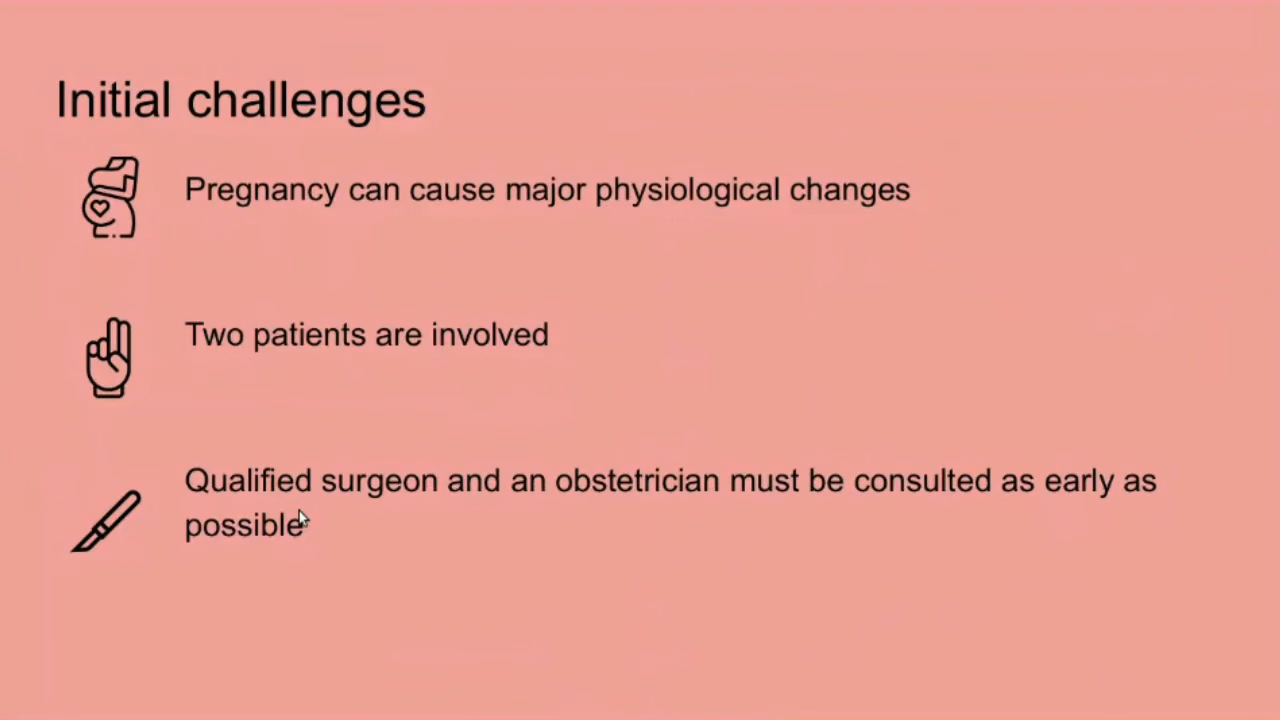 Initial challenges
Pregnancy can cause major physiological changes
Two patients are involved
Qualified surgeon and an obstetrician must be consulted as early as
possible